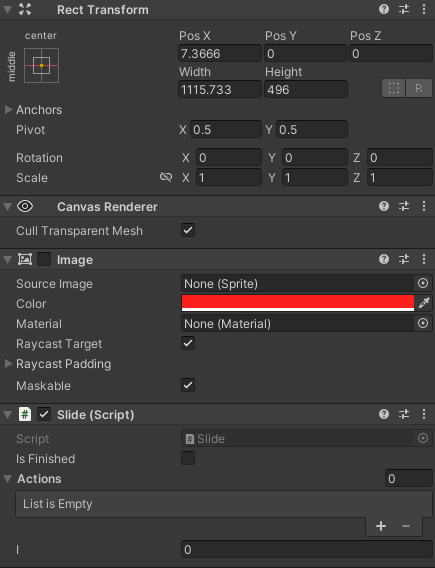 Rect Transform
center
middle
Pos X Pos Y Pos Z
7.3666 0 0
Width Height
1115.733 496
R
Anchors
Pivot X 0.5 Y 0.5
Rotation X 0 Y 0 Z 0
Scale X 1 Y 1 Z 1
Canvas Renderer
Cull Transparent Mesh
Image
Source Image None (Sprite)
Color
Material None (Material)
Raycast Target
Raycast Padding
Maskable
# Slide (Script)
Script # Slide
Is Finished
Actions 0
List is Empty
+ −
I 0